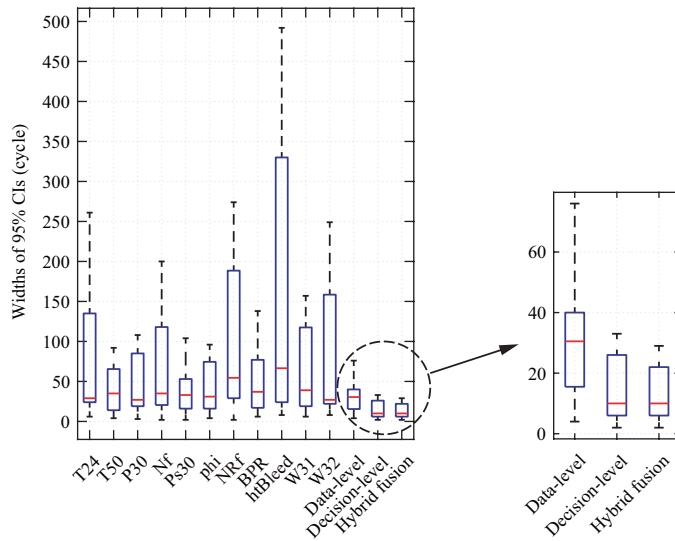 Widths of 95% CIs (cycle)
500
450
400
350
300
250
200
150
100
50
0
T24
T50
P30
Nf
Ps30
phi
NRf
BPR
htBleed
W31
W32
Data-level
Decision-level
Hybrid fusion
60
40
20
0
Data-level
Decision-level
Hybrid fusion